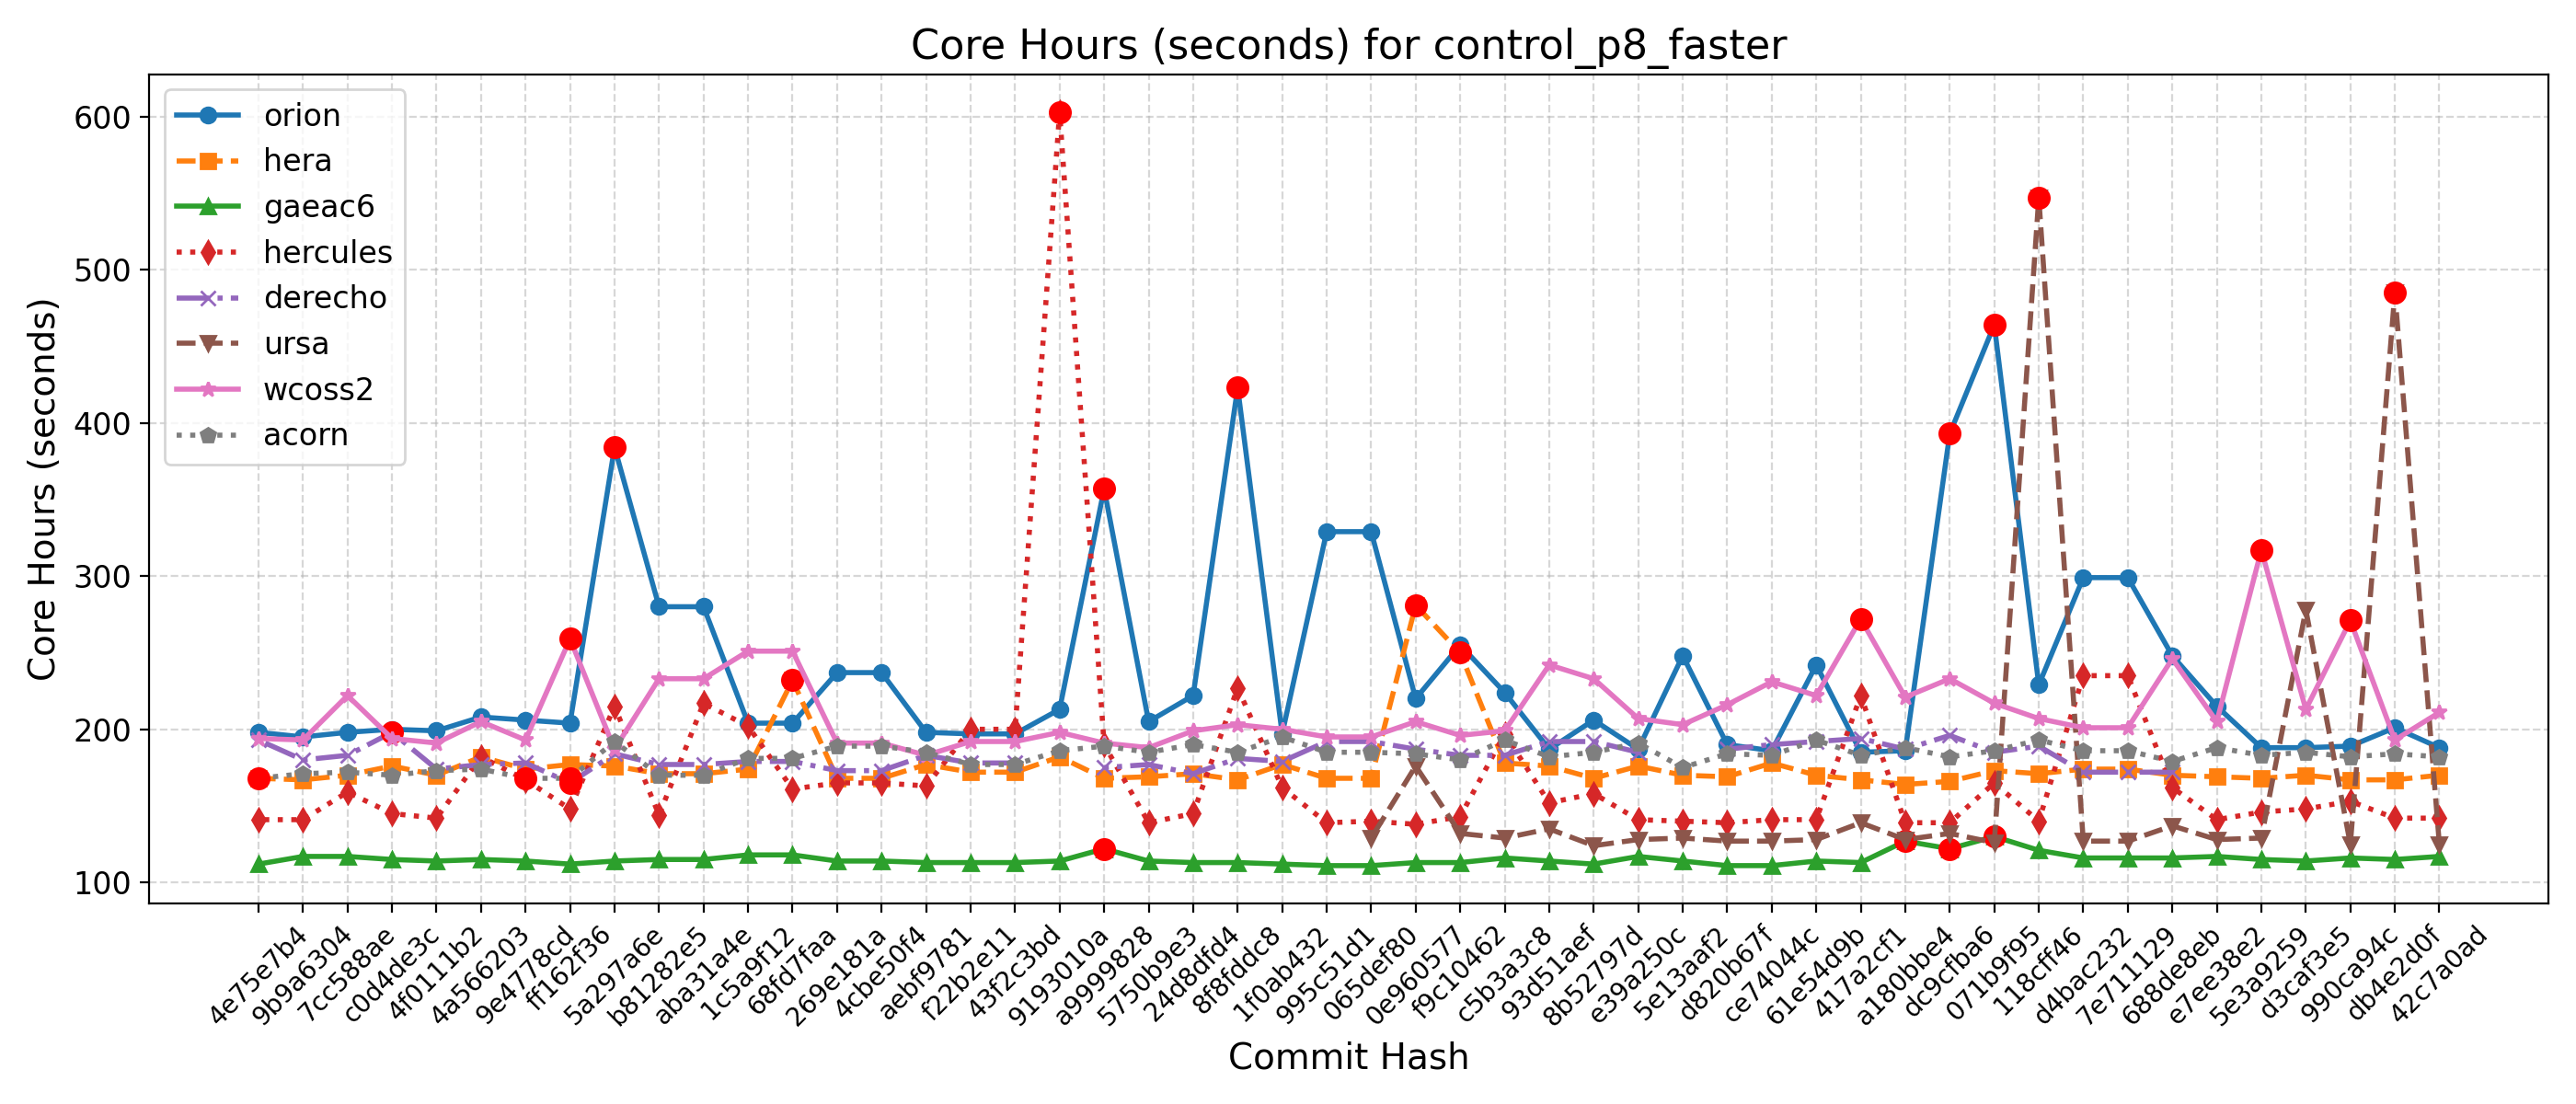 Core Hours (seconds) for control_p8_faster
Core Hours (seconds)
600
500
400
300
200
100
orion
hera
gaeac6
hercules
derecho
ursa
wcoss2
acorn
4e75e7b4
9b9a6304
7cc588ae
c0d4de3c
4f0111b2
4a566203
9e4778cd
ff162f36
5a297a6e
b81282e5
aba31a4e
1c5a9f12
68fd7faa
269e181a
4cbe50f4
aebf9781
f22b2e11
43f2c3bd
9193010a
a9999828
5750b9e3
24d8dfd4
8f8fddc8
1f0ab432
995c51d1
065def80
0e960577
f9c10462
c5b3a3c8
93d51aef
8b52797d
e39a250c
5e13aaf2
d820b67f
ce74044c
61e54d9b
417a2cf1
a180bbe4
dc9cfba6
071b9f95
118cff46
d4bac232
7e711129
688de8eb
e7ee38e2
5e3a9259
d3caf3e5
990ca94c
db4e2d0f
42c7a0ad
Commit Hash